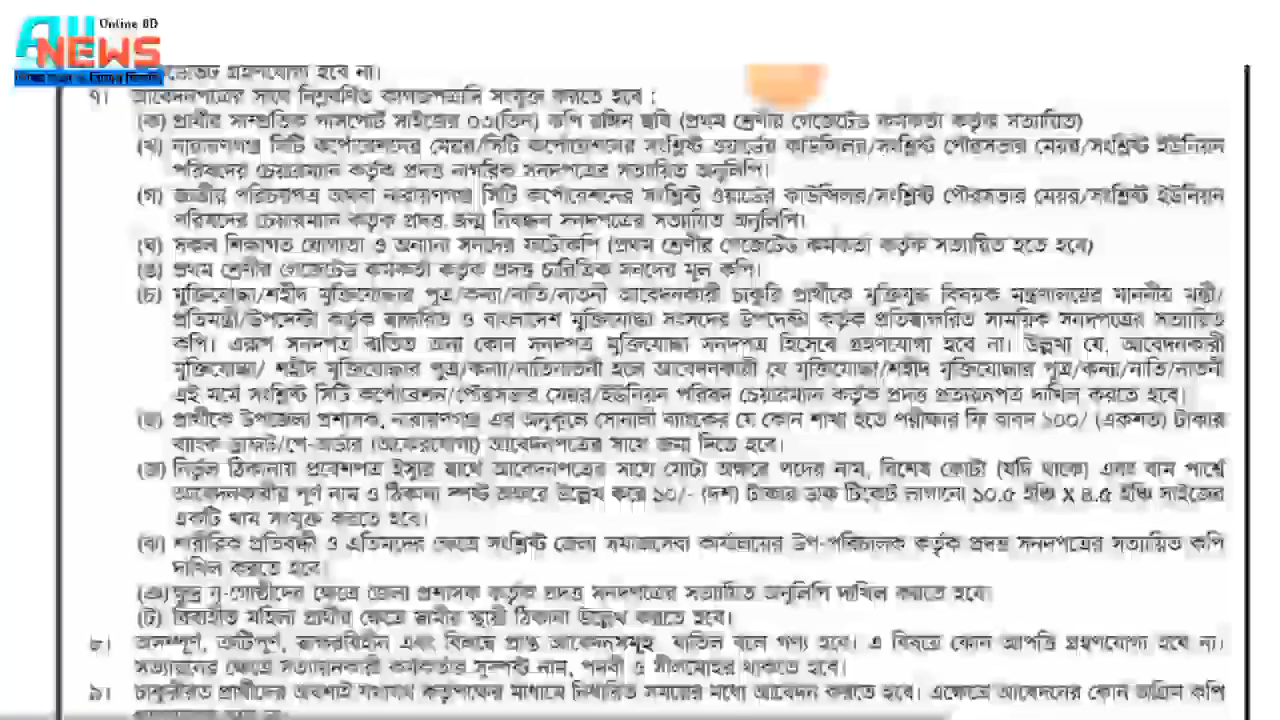 Online BD
NEWS
গ্রহণযোগ্য হবে না।
৭। আবেদনপত্রের সাথে নিম্নবর্ণিত কাগজপত্রাদি সংযুক্ত করতে হবে :
(ক) প্রার্থীর সাম্প্রতিক পাসপোর্ট সাইজের ০৩(তিন) কপি রঙ্গিন ছবি (প্রথম শ্রেণীর গেজেটেড কর্মকর্তা কর্তৃক সত্যায়িত)
(খ) নারায়ণগঞ্জ সিটি কর্পোরেশনের মেয়র/সিটি কর্পোরেশনের সংশ্লিষ্ট ওয়ার্ডের কাউন্সিলর/সংশ্লিষ্ট পৌরসভার মেয়র/সংশ্লিষ্ট ইউনিয়ন
পরিষদের চেয়ারম্যান কর্তৃক প্রদত্ত নাগরিক সনদপত্রের সত্যায়িত অনুলিপি।
(গ) জাতীয় পরিচয়পত্র অথবা নারায়ণগঞ্জ সিটি কর্পোরেশনের সংশ্লিষ্ট ওয়ার্ডের কাউন্সিলর/সংশ্লিষ্ট পৌরসভার মেয়র/সংশ্লিষ্ট ইউনিয়ন
পরিষদের চেয়ারম্যান কর্তৃক প্রদত্ত জন্ম নিবন্ধন সনদপত্রের সত্যায়িত অনুলিপি।
(ঘ) সকল শিক্ষাগত যোগ্যতা ও অন্যান্য সনদের ফটোকপি (প্রথম শ্রেণীর গেজেটেড কর্মকর্তা কর্তৃক সত্যায়িত হতে হবে)
(ঙ) প্রথম শ্রেণীর গেজেটেড কর্মকর্তা কর্তৃক প্রদত্ত চারিত্রিক সনদের মূল কপি।
(চ) মুক্তিযোদ্ধা/শহীদ মুক্তিযোদ্ধার পুত্র/কন্যা/নাতি/নাতনী আবেদনকারী চাকুরি প্রার্থীকে মুক্তিযুদ্ধ বিষয়ক মন্ত্রণালয়ের মাননীয় মন্ত্রী/
প্রতিমন্ত্রী/উপদেষ্টা কর্তৃক স্বাক্ষরিত ও বাংলাদেশ মুক্তিযোদ্ধা সংসদের উপদেষ্টা কর্তৃক প্রতিস্বাক্ষরিত সাময়িক সনদপত্রের সত্যায়িত
কপি। এরূপ সনদপত্র ব্যতিত অন্য কোন সনদপত্র মুক্তিযোদ্ধা সনদপত্র হিসেবে গ্রহণযোগ্য হবে না। উল্লেখ্য যে, আবেদনকারী
মুক্তিযোদ্ধা/ শহীদ মুক্তিযোদ্ধার পুত্র/কন্যা/নাতি/নাতনী হলে আবেদনকারী যে মুক্তিযোদ্ধা/শহীদ মুক্তিযোদ্ধার পুত্র/কন্যা/নাতি/নাতনী
এই মর্মে সংশ্লিষ্ট সিটি কর্পোরেশন/পৌরসভার মেয়র/ইউনিয়ন পরিষদ চেয়ারম্যান কর্তৃক প্রদত্ত প্রত্যয়নপত্র দাখিল করতে হবে।
(ছ) প্রার্থীকে উপজেলা প্রশাসক, নারায়ণগঞ্জ এর অনুকূলে সোনালী ব্যাংকের যে কোন শাখা হতে পরীক্ষার ফি বাবদ ১০০/ (একশত) টাকার
ব্যাংক ড্রাফট/পে-অর্ডার (অফেরৎযোগ্য) আবেদনপত্রের সাথে জমা দিতে হবে।
(জ) নির্ভুল ঠিকানায় প্রবেশপত্র ইস্যুর স্বার্থে আবেদনপত্রের সাথে মোটা অক্ষরে পদের নাম, বিশেষ কোটা (যদি থাকে) এবং বাম পার্শ্বে
আবেদনকারীর পূর্ণ নাম ও ঠিকানা স্পষ্ট অক্ষরে উল্লেখ করে ১০/- (দশ) টাকার ডাক টিকেট লাগানো ১০.৫ ইঞ্চি X ৪.৫ ইঞ্চি সাইজের
একটি খাম সংযুক্ত করতে হবে।
(ঝ) শারীরিক প্রতিবন্ধী ও এতিমদের ক্ষেত্রে সংশ্লিষ্ট জেলা সমাজসেবা কার্যালয়ের উপ-পরিচালক কর্তৃক প্রদত্ত সনদপত্রের সত্যায়িত কপি
দাখিল করতে হবে।
(ঞ) ক্ষুদ্র নৃ-গোষ্ঠীদের ক্ষেত্রে জেলা প্রশাসক কর্তৃক প্রদত্ত সনদপত্রের সত্যায়িত অনুলিপি দাখিল করতে হবে।
(ট) বিবাহীত মহিলা প্রার্থীর ক্ষেত্রে স্বামীর স্থায়ী ঠিকানা উল্লেখ করতে হবে।
৮। অসম্পূর্ণ, ত্রুটিপূর্ণ, স্বাক্ষরবিহীন এবং বিলম্বে প্রাপ্ত আবেদনসমূহ বাতিল বলে গণ্য হবে। এ বিষয়ে কোন আপত্তি গ্রহণযোগ্য হবে না।
সত্যায়নের ক্ষেত্রে সত্যায়নকারী কর্মকর্তার সুস্পষ্ট নাম, পদবী ও সীলমোহর থাকতে হবে।
৯। চাকুরীরত প্রার্থীদের অবশ্যই যথাযথ কর্তৃপক্ষের মাধ্যমে নির্ধারিত সময়ের মধ্যে আবেদন করতে হবে। এক্ষেত্রে আবেদনের কোন অগ্রিম কপি